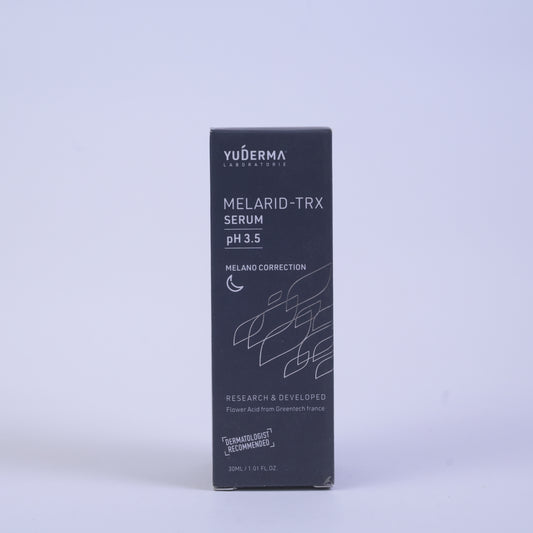 YUDERMA
LABORATORIE
MELARID-TRX
SERUM
pH 3.5
MELANO CORRECTION
RESEARCH & DEVELOPED
Flower Acid from Greentech france
DERMATOLOGIST
RECOMMENDED
30ML / 1.01 FL OZ.